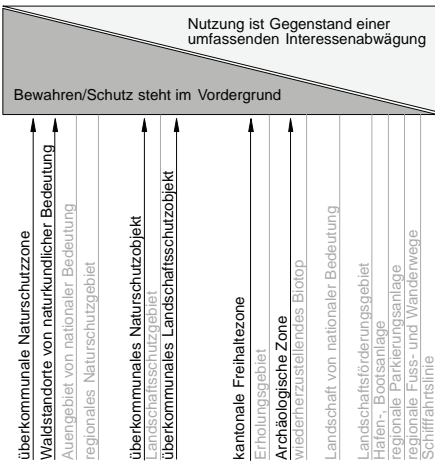 Nutzung ist Gegenstand einer
umfassenden Interessenabwägung
Bewahren/Schutz steht im Vordergrund
überkommunale Naturschutzzone
Waldstandorte von naturkundlicher Bedeutung
Auengebiet von nationaler Bedeutung
regionales Naturschutzgebiet
überkommunales Naturschutzobjekt
Landschaftsschutzgebiet
überkommunales Landschaftsschutzobjekt
kantonale Freihaltezone
Erholungsgebiet
Archäologische Zone
wiederherzustellendes Biotop
Landschaft von nationaler Bedeutung
Landschaftsförderungsgebiet
Hafen-, Bootsanlage
regionale Parkierungsanlage
regionale Fuss- und Wanderwege
Schifffahrtslinie